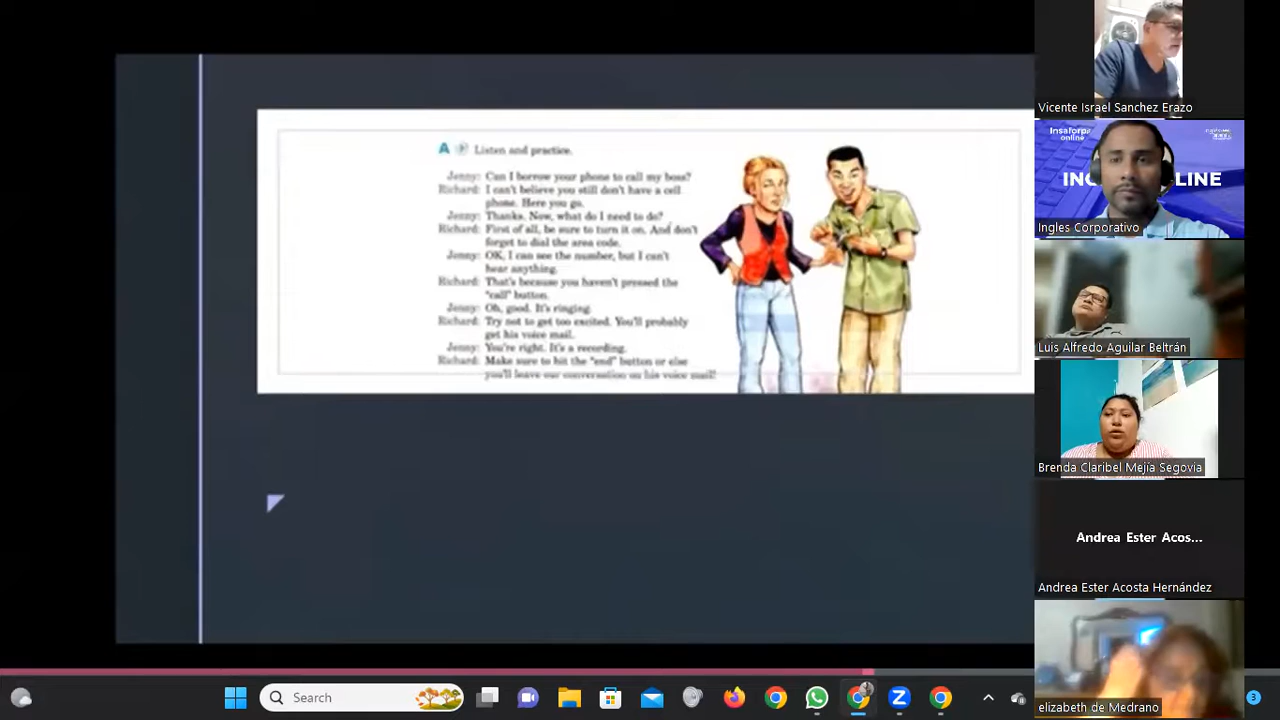 A Listen and practice.
Jenny: Can I borrow your phone to call my boss?
Richard: I can't believe you still don't have a cell
phone. Here you go.
Jenny: Thanks. Now, what do I need to do?
Richard: First of all, be sure to turn it on. And don't
forget to dial the area code.
Jenny: OK, I can see the number, but I can't
hear anything.
Richard: That's because you haven't pressed the
"call" button.
Jenny: Oh, good. It's ringing.
Richard: Try not to get too excited. You'll probably
get his voice mail.
Jenny: You're right. It's a recording.
Richard: Make sure to hit the "end" button or else
you'll leave our conversation on his voice mail!
Vicente Israel Sanchez Erazo
Insaforp
online
ING LINE
Ingles Corporativo
Luis Alfredo Aguilar Beltrán
Brenda Claribel Mejía Segovia
Andrea Ester Acos...
Andrea Ester Acosta Hernández
elizabeth de Medrano
Search
3